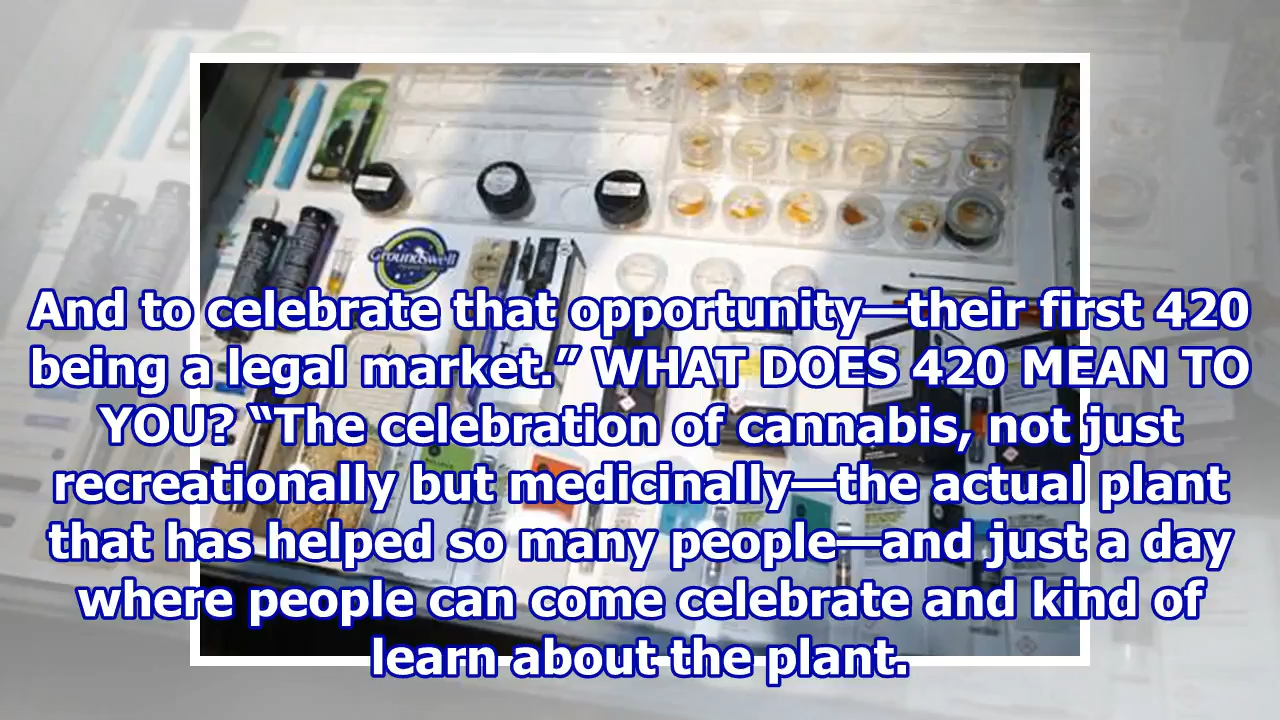 Groundswell
And to celebrate that opportunity—their first 420
being a legal market.” WHAT DOES 420 MEAN TO
YOU? “The celebration of cannabis, not just
recreationally but medicinally—the actual plant
that has helped so many people—and just a day
where people can come celebrate and kind of
learn about the plant.